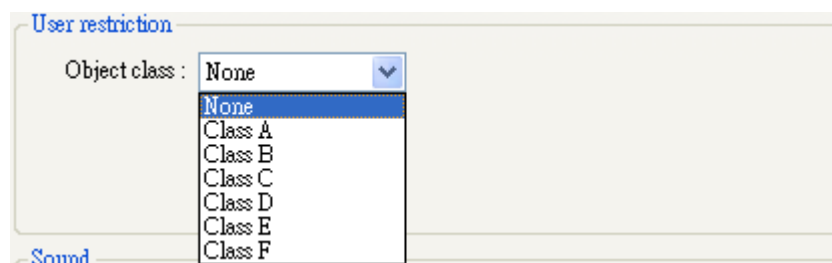 User restriction
Object class : None
None
Class A
Class B
Class C
Class D
Class E
Class F
Sound